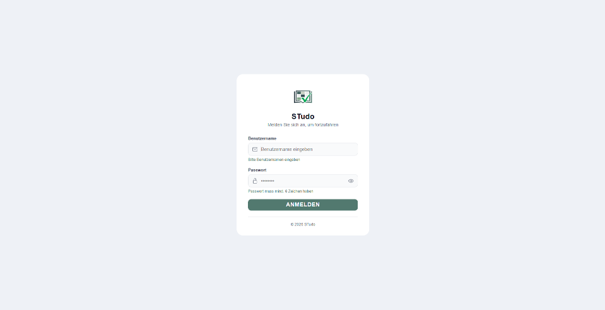 STudo
Melden Sie sich an, um fortzufahren
Benutzername
Benutzername eingeben
Bitte Benutzernamen eingeben
Passwort
Passwort muss mind. 8 Zeichen haben
ANMELDEN
© 2025 STudo